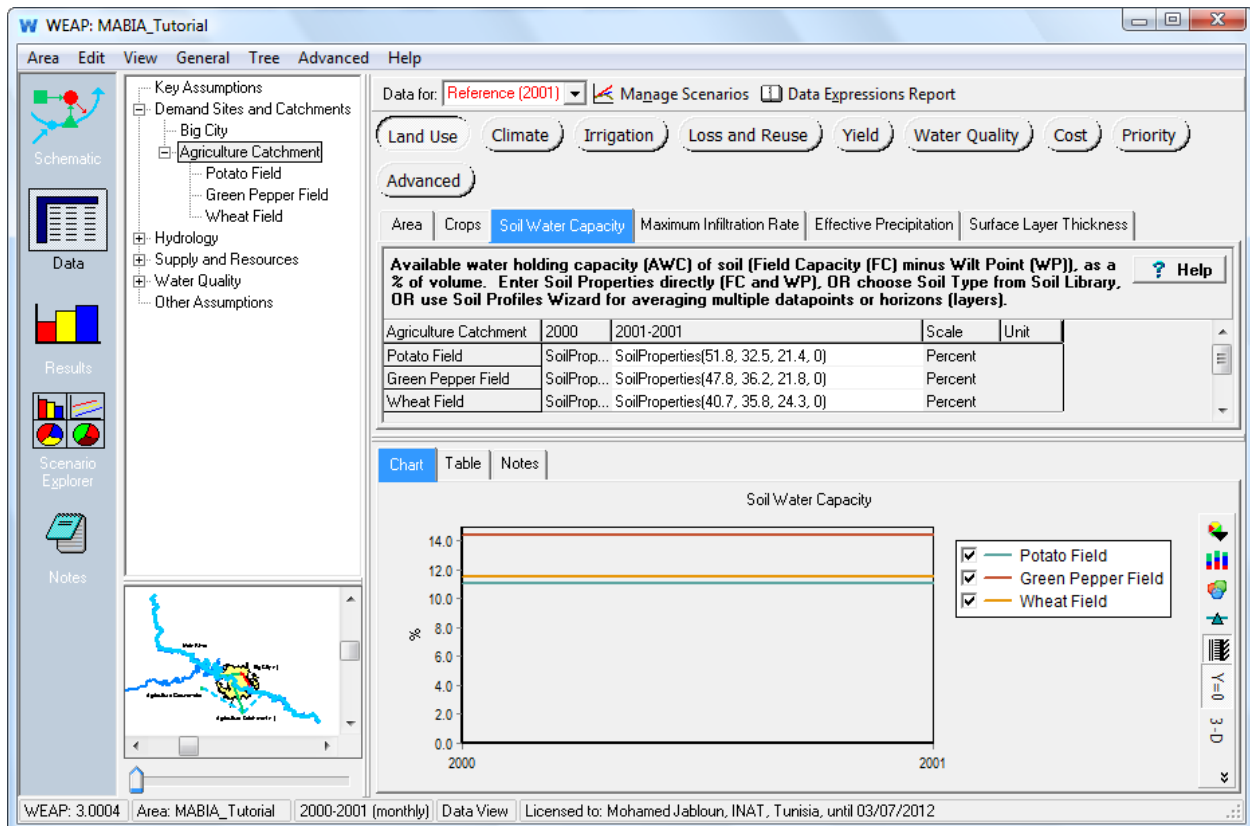 WEAP: MABIA_Tutorial
Area Edit View General Tree Advanced Help
Schematic
Data
Results
Scenario
Explorer
Notes
Key Assumptions
Demand Sites and Catchments
Big City
Agriculture Catchment
Potato Field
Green Pepper Field
Wheat Field
Hydrology
Supply and Resources
Water Quality
Other Assumptions
Data for: Reference (2001) Manage Scenarios Data Expressions Report
Land Use Climate Irrigation Loss and Reuse Yield Water Quality Cost Priority
Advanced
Area Crops Soil Water Capacity Maximum Infiltration Rate Effective Precipitation Surface Layer Thickness
Available water holding capacity (AWC) of soil (Field Capacity (FC) minus Wilt Point (WP)), as a
% of volume. Enter Soil Properties directly (FC and WP), OR choose Soil Type from Soil Library,
OR use Soil Profiles Wizard for averaging multiple datapoints or horizons (layers).
? Help
Agriculture Catchment 2000 2001-2001 Scale Unit
Potato Field SoilProp... SoilProperties(51.8, 32.5, 21.4, 0) Percent
Green Pepper Field SoilProp... SoilProperties(47.8, 36.2, 21.8, 0) Percent
Wheat Field SoilProp... SoilProperties(40.7, 35.8, 24.3, 0) Percent
Chart Table Notes
Soil Water Capacity
14.0
12.0
10.0
8.0
6.0
4.0
2.0
0.0
%
2000 2001
Potato Field
Green Pepper Field
Wheat Field
Y=0
3-D
WEAP: 3.0004 Area: MABIA_Tutorial 2000-2001 (monthly) Data View Licensed to: Mohamed Jabloun, INAT, Tunisia, until 03/07/2012